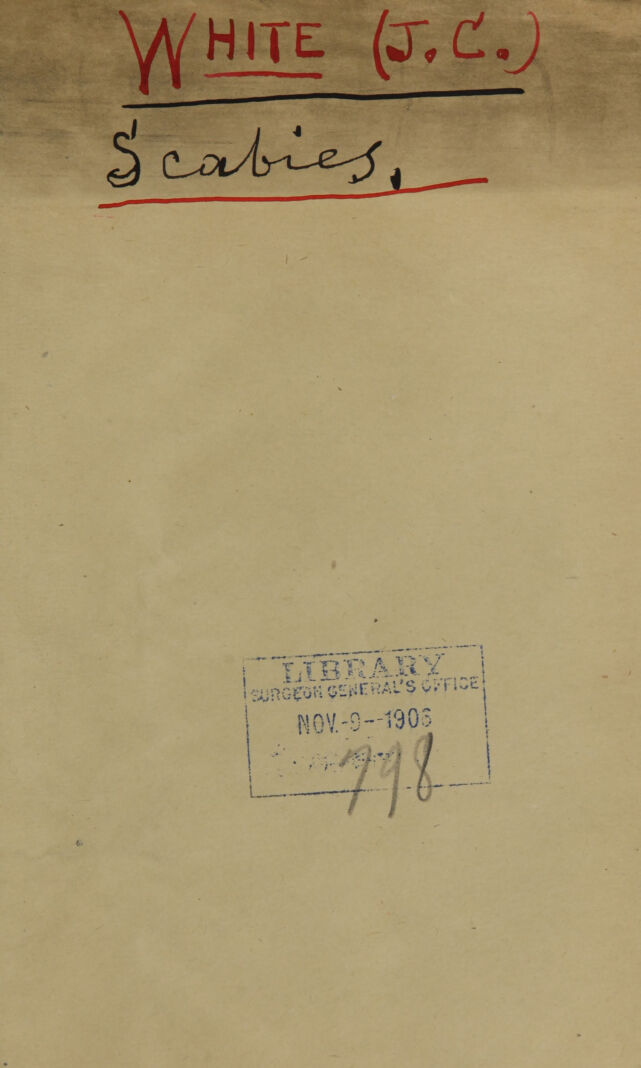 WHITE (J.C.)
Scabies.
LIBRARY
SURGEON GENERAL'S OFFICE
NOV.-9--1906
798